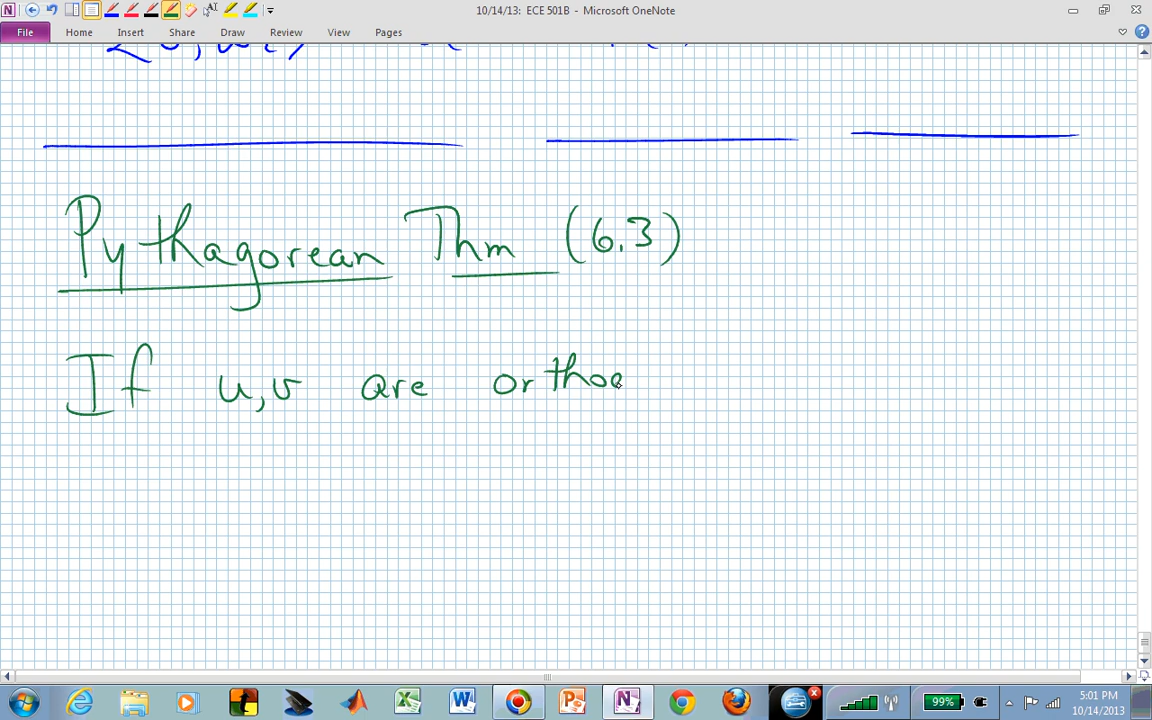 10/14/13: ECE 501B - Microsoft OneNote
File Home Insert Share Draw Review View Pages
Pythagorean Thm (6.3)
If u,v are orthog
99%
5:01 PM
10/14/2013